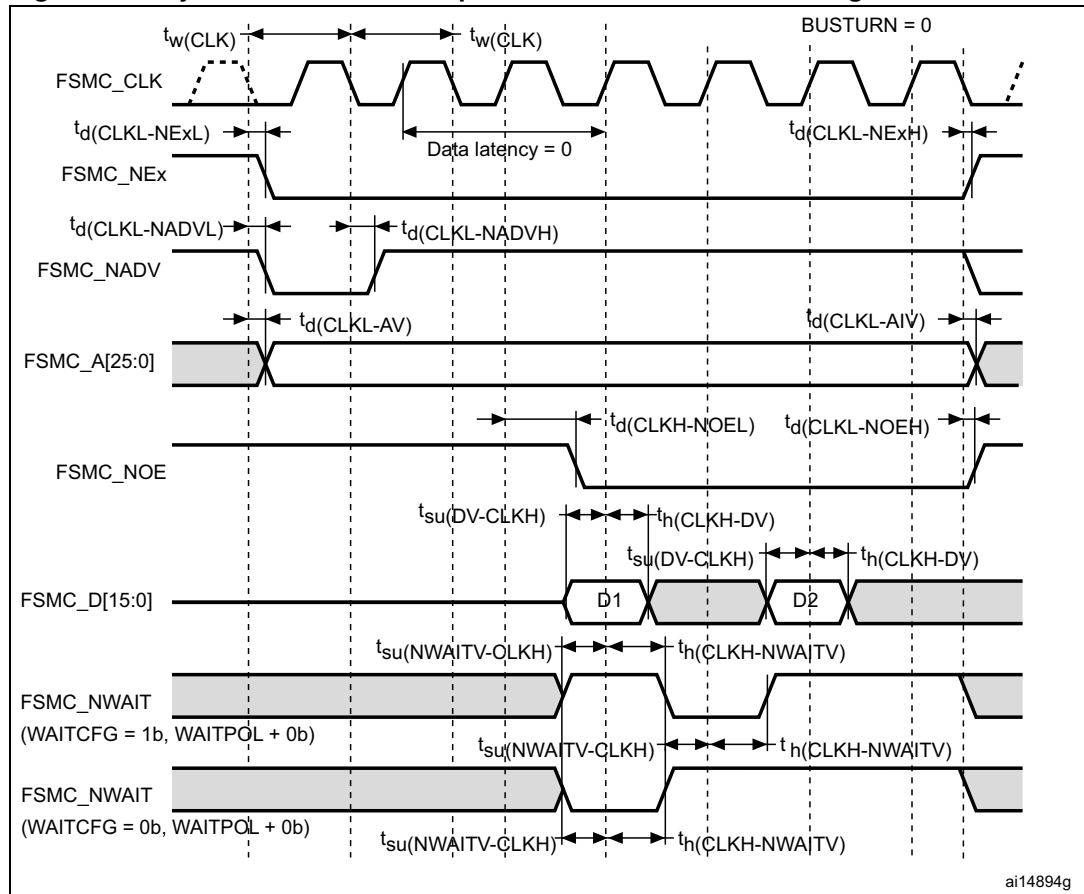 BUSTURN = 0
tw(CLK) tw(CLK)
FSMC_CLK
td(CLKL-NExL) Data latency = 0 td(CLKL-NExH)
FSMC_NEx
td(CLKL-NADVL) td(CLKL-NADVH)
FSMC_NADV
td(CLKL-AV) td(CLKL-AIV)
FSMC_A[25:0]
td(CLKH-NOEL) td(CLKL-NOEH)
FSMC_NOE
tsu(DV-CLKH) th(CLKH-DV)
tsu(DV-CLKH) th(CLKH-DV)
FSMC_D[15:0] D1 D2
tsu(NWAITV-CLKH) th(CLKH-NWAITV)
FSMC_NWAIT
(WAITCFG = 1b, WAITPOL + 0b)
tsu(NWAITV-CLKH) th(CLKH-NWAITV)
FSMC_NWAIT
(WAITCFG = 0b, WAITPOL + 0b)
tsu(NWAITV-CLKH) th(CLKH-NWAITV)
ai14894g